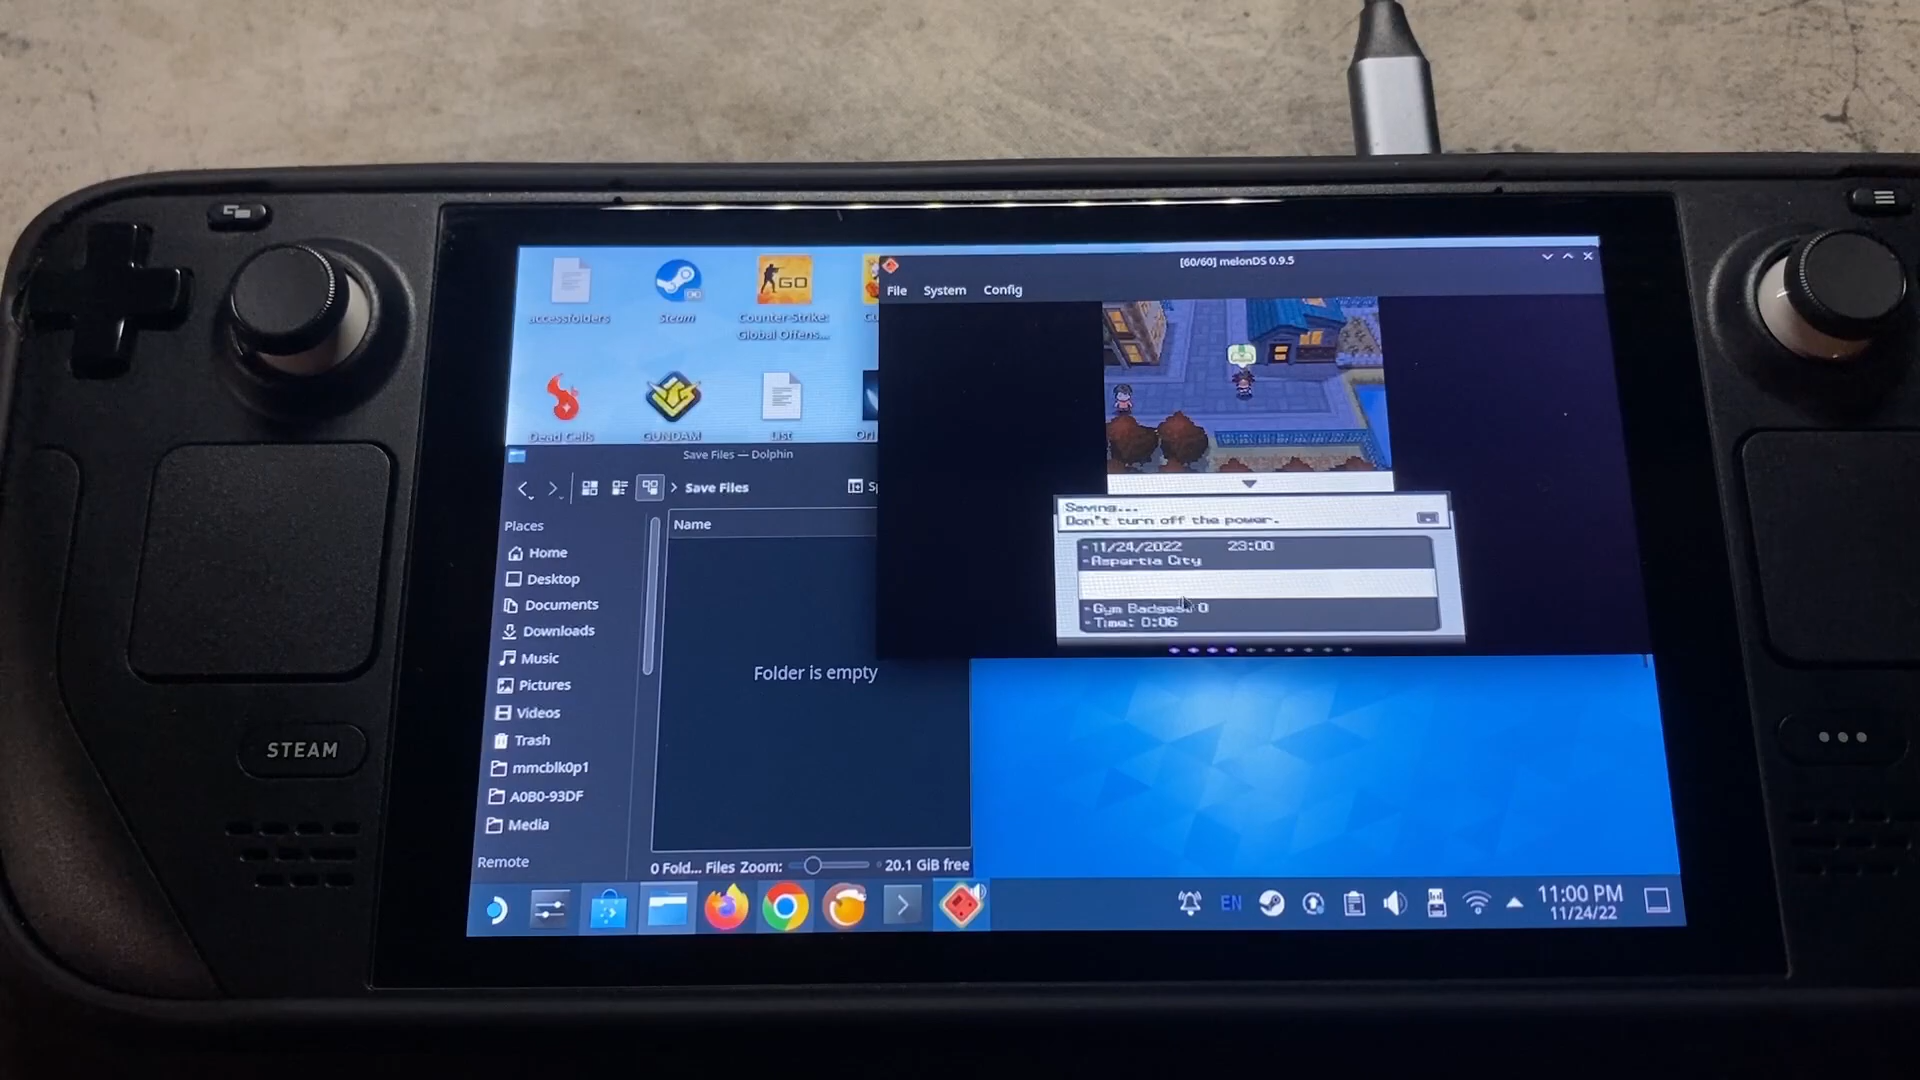 accessfolders
Steam
GO
Counter-Strike:
Global Offens...
Dead Cells
GUNDAM
List
[60/60] melonDS 0.9.5
File System Config
Saving...
Don't turn off the power.
11/24/2022 23:00
Aspertia City
Gym Badges: 0
Time: 0:06
Save Files — Dolphin
Save Files
Places
Name
Home
Desktop
Documents
Downloads
Music
Pictures
Videos
Trash
mmcblk0p1
A0B0-93DF
Media
Remote
Folder is empty
0 Fold... Files Zoom: 20.1 GiB free
EN
11:00 PM
11/24/22
STEAM